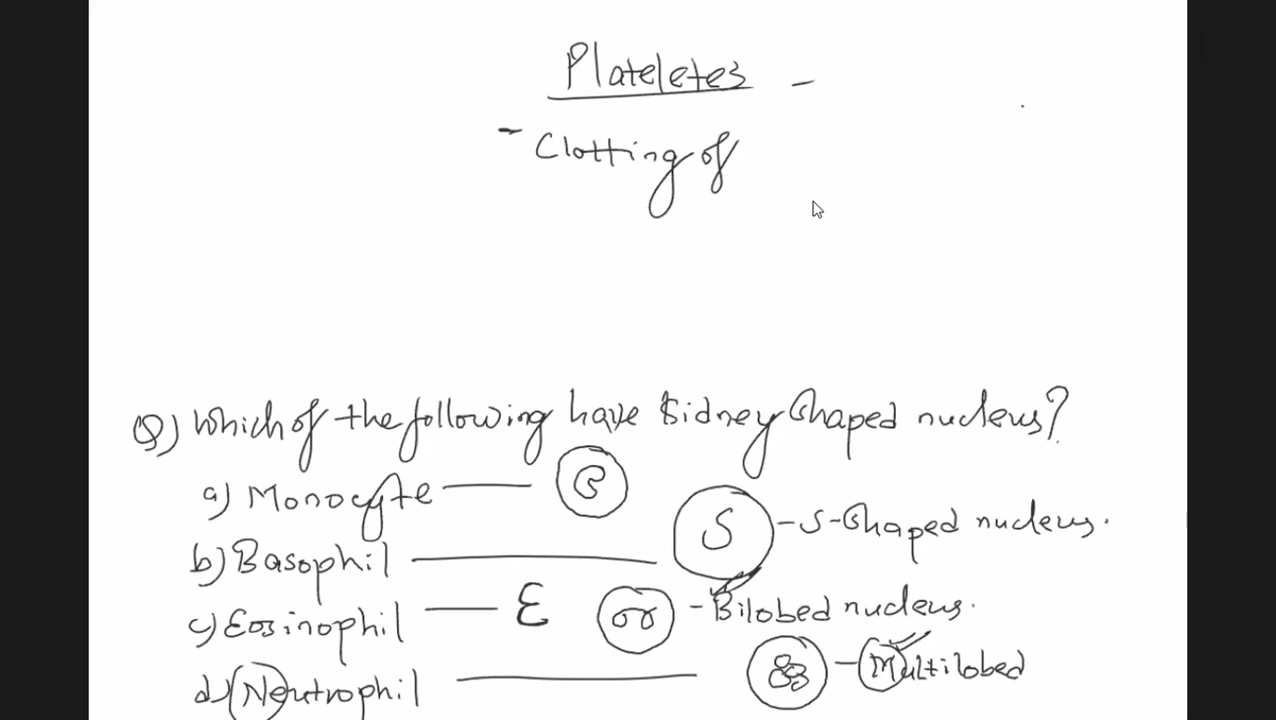 Plateletes -
- Clotting of
Q) Which of the following have kidney shaped nucleus?
a) Monocyte
S - S-shaped nucleus.
b) Basophil
c) Eosinophil ε - Bilobed nucleus.
d) Neutrophil - Multilobed